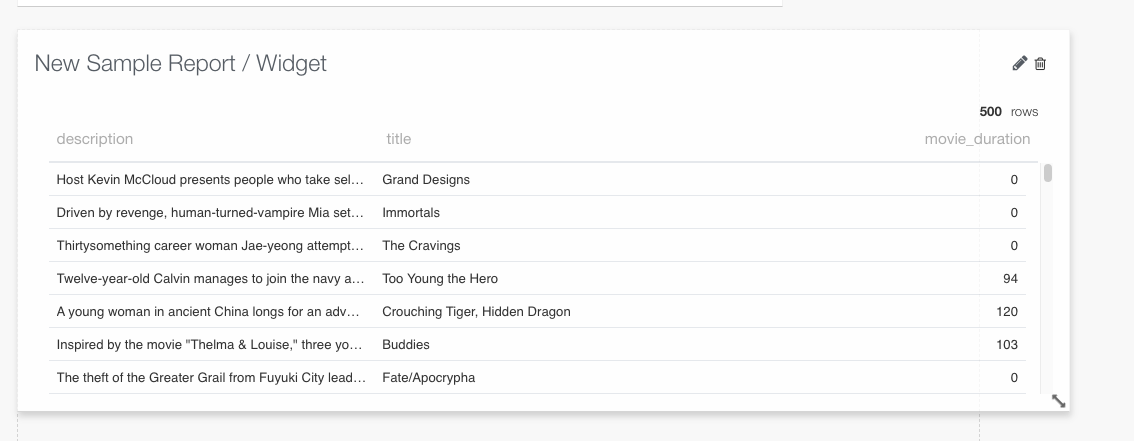 New Sample Report / Widget
500 rows
description title movie_duration
Host Kevin McCloud presents people who take sel... Grand Designs 0
Driven by revenge, human-turned-vampire Mia set... Immortals 0
Thirtysomething career woman Jae-yeong attempt... The Cravings 0
Twelve-year-old Calvin manages to join the navy a... Too Young the Hero 94
A young woman in ancient China longs for an adv... Crouching Tiger, Hidden Dragon 120
Inspired by the movie "Thelma & Louise," three yo... Buddies 103
The theft of the Greater Grail from Fuyuki City lead... Fate/Apocrypha 0